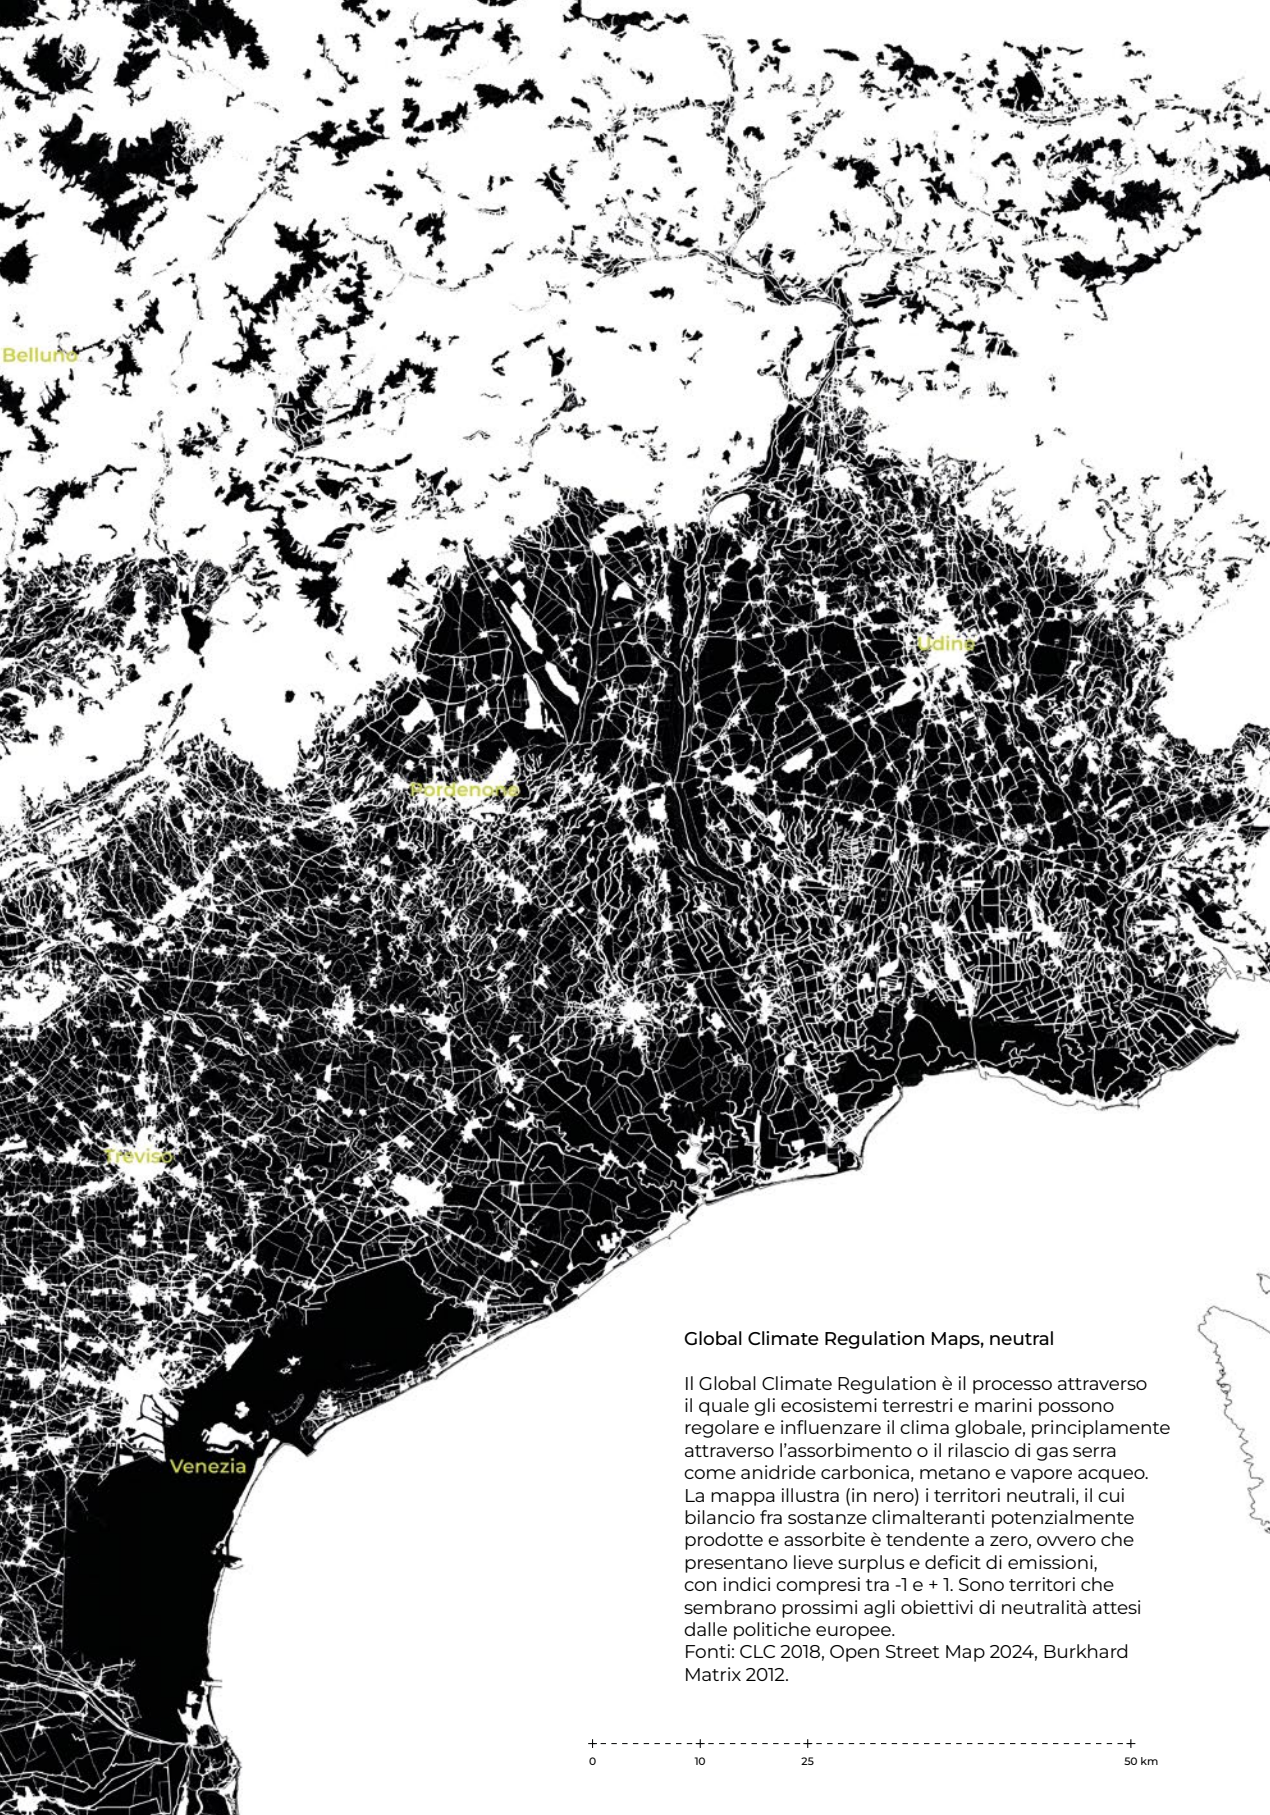 Belluno
Udine
Pordenone
Treviso
Venezia
Global Climate Regulation Maps, neutral
Il Global Climate Regulation è il processo attraverso
il quale gli ecosistemi terrestri e marini possono
regolare e influenzare il clima globale, principlamente
attraverso l’assorbimento o il rilascio di gas serra
come anidride carbonica, metano e vapore acqueo.
La mappa illustra (in nero) i territori neutrali, il cui
bilancio fra sostanze climalteranti potenzialmente
prodotte e assorbite è tendente a zero, ovvero che
presentano lieve surplus e deficit di emissioni,
con indici compresi tra -1 e + 1. Sono territori che
sembrano prossimi agli obiettivi di neutralità attesi
dalle politiche europee.
Fonti: CLC 2018, Open Street Map 2024, Burkhard
Matrix 2012.
0 10 25 50 km